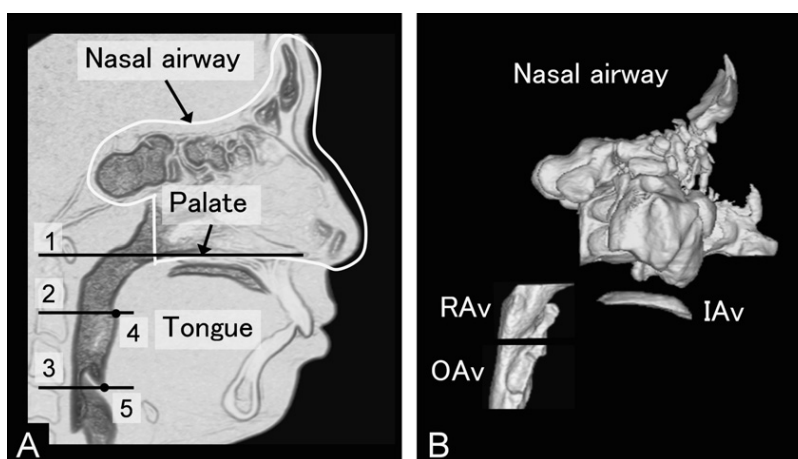 Nasal airway
Palate
1
2
4
Tongue
3
5
A
Nasal airway
RAv
IAv
OAv
B